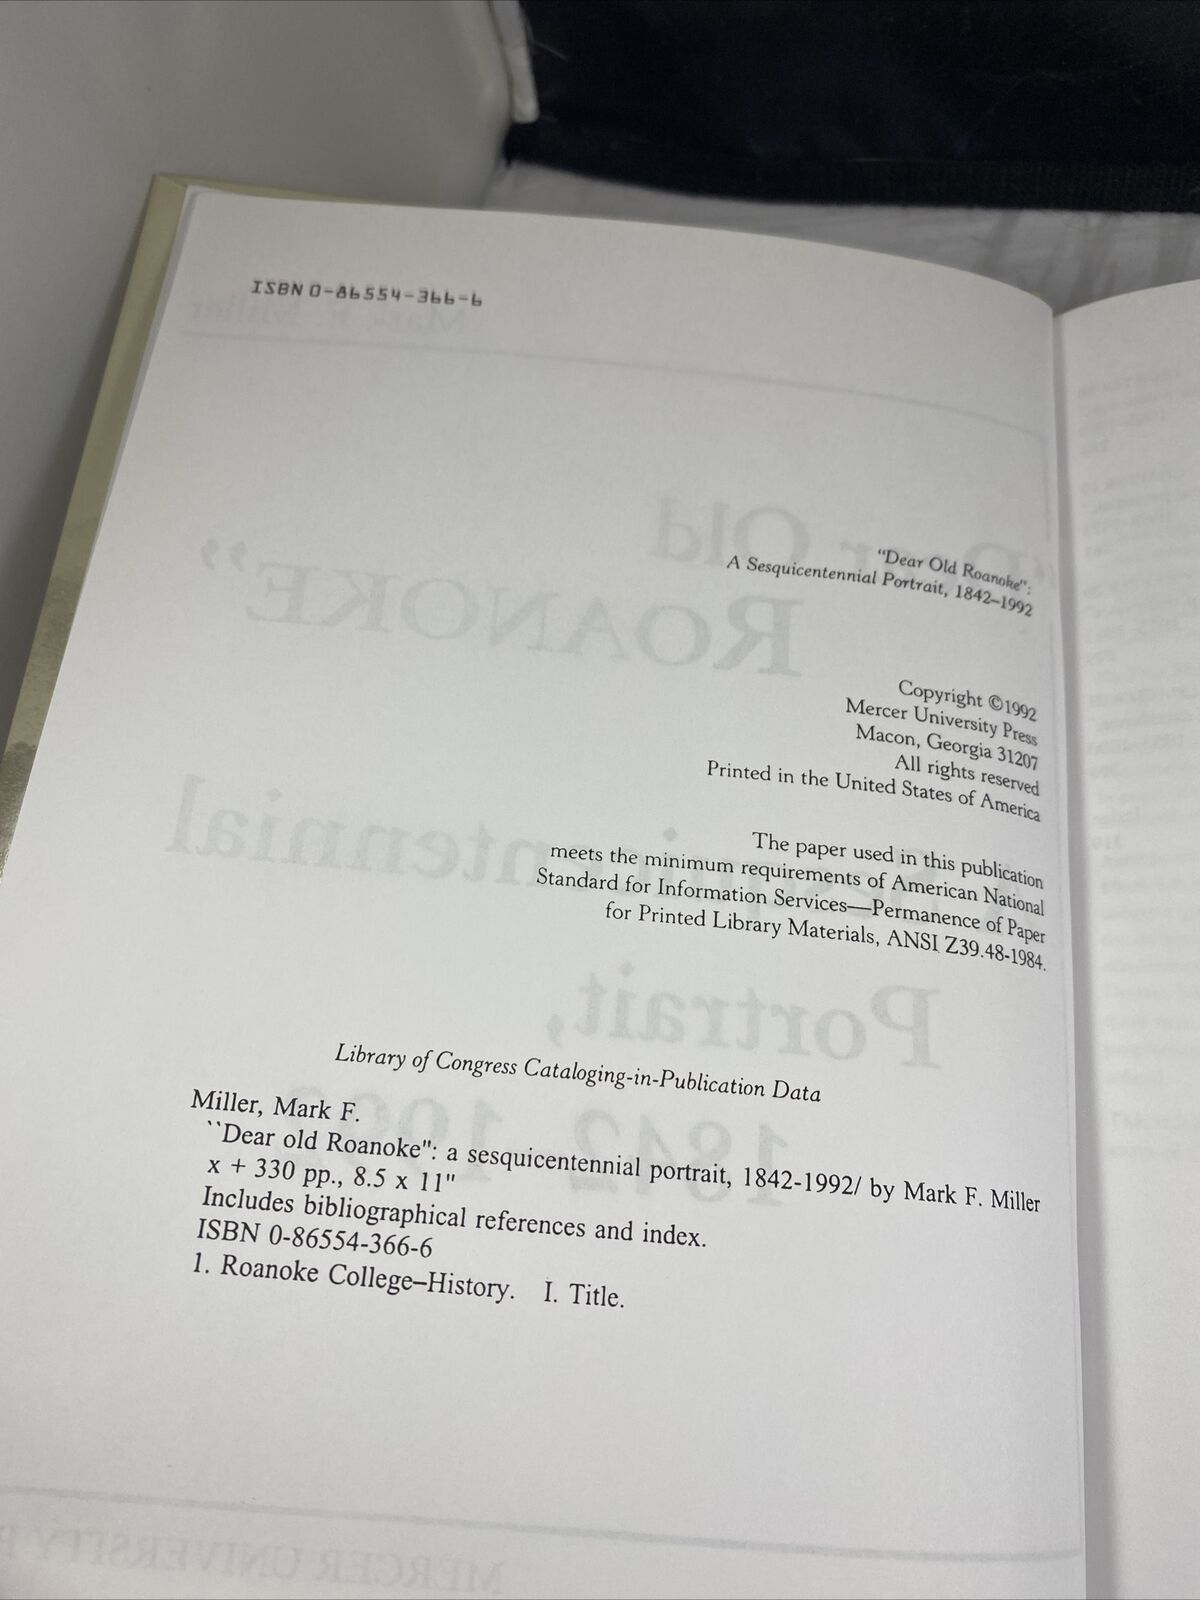 ISBN 0-86554-366-6
"Dear Old Roanoke":
A Sesquicentennial Portrait, 1842–1992
Copyright ©1992
Mercer University Press
Macon, Georgia 31207
All rights reserved
Printed in the United States of America
The paper used in this publication
meets the minimum requirements of American National
Standard for Information Services—Permanence of Paper
for Printed Library Materials, ANSI Z39.48-1984.
Library of Congress Cataloging-in-Publication Data
Miller, Mark F.
``Dear old Roanoke": a sesquicentennial portrait, 1842-1992/ by Mark F. Miller
x + 330 pp., 8.5 x 11"
Includes bibliographical references and index.
ISBN 0-86554-366-6
1. Roanoke College–History. I. Title.